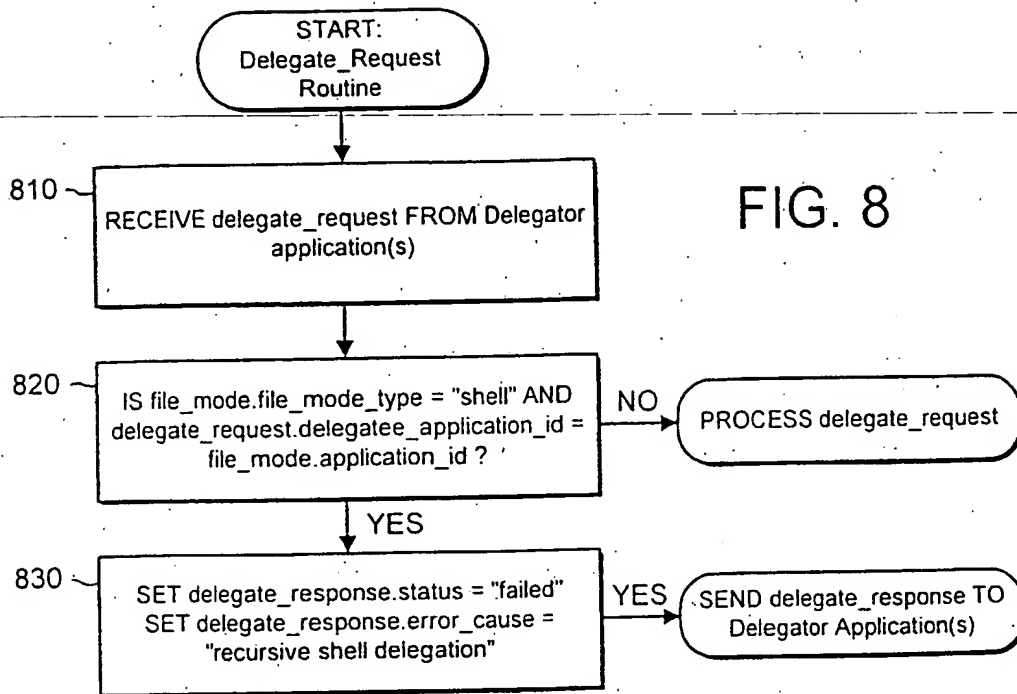 START:
Delegate_Request
Routine
810
RECEIVE delegate_request FROM Delegator
application(s)
FIG. 8
820
IS file_mode.file_mode_type = "shell" AND
delegate_request.delegatee_application_id =
file_mode.application_id ?
NO
PROCESS delegate_request
YES
830
SET delegate_response.status = "failed"
SET delegate_response.error_cause =
"recursive shell delegation"
YES
SEND delegate_response TO
Delegator Application(s)